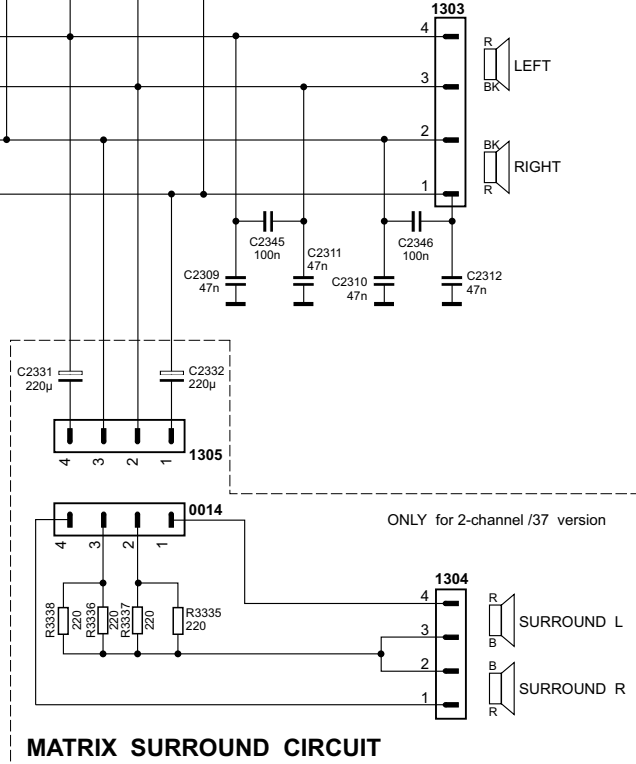 1303
4
R
LEFT
BK
3
2
BK
RIGHT
R
1
C2345
100n
C2346
100n
C2309
47n
C2311
47n
C2310
47n
C2312
47n
C2331
220µ
C2332
220µ
4 3 2 1
1305
0014
ONLY for 2-channel /37 version
4 3 2 1
R3338
220
R3336
220
R3337
220
R3335
220
1304
4
R
SURROUND L
B
3
2
B
SURROUND R
R
1
MATRIX SURROUND CIRCUIT